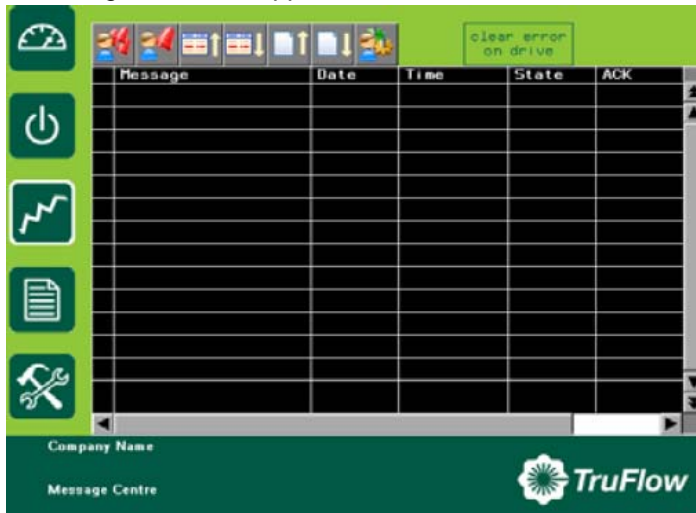 clear error
on drive
Message Date Time State ACK
Company Name
Message Centre
TruFlow